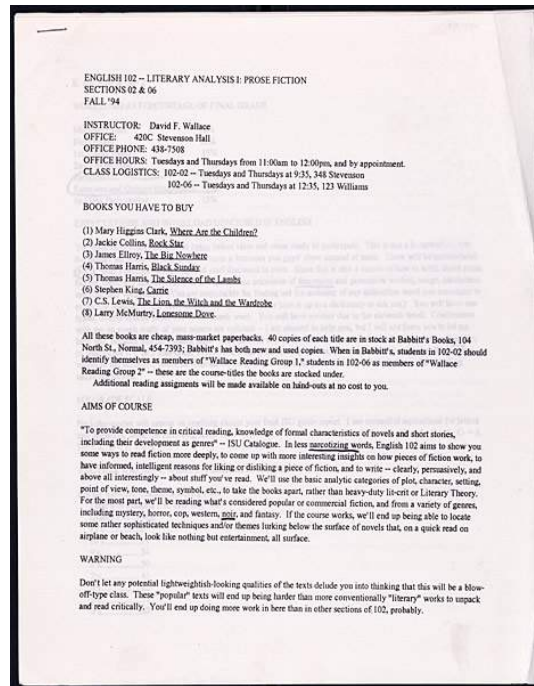 ENGLISH 102 -- LITERARY ANALYSIS I: PROSE FICTION
SECTIONS 02 & 06
FALL '94
INSTRUCTOR: David F. Wallace
OFFICE: 420C Stevenson Hall
OFFICE PHONE: 438-7508
OFFICE HOURS: Tuesdays and Thursdays from 11:00am to 12:00pm, and by appointment.
CLASS LOGISTICS: 102-02 -- Tuesdays and Thursdays at 9:35, 348 Stevenson
102-06 -- Tuesdays and Thursdays at 12:35, 123 Williams
BOOKS YOU HAVE TO BUY
(1) Mary Higgins Clark, Where Are the Children?
(2) Jackie Collins, Rock Star
(3) James Ellroy, The Big Nowhere
(4) Thomas Harris, Black Sunday
(5) Thomas Harris, The Silence of the Lambs
(6) Stephen King, Carrie
(7) C.S. Lewis, The Lion, the Witch and the Wardrobe
(8) Larry McMurtry, Lonesome Dove.
All these books are cheap, mass-market paperbacks. 40 copies of each title are in stock at Babbitt's Books, 104
North St., Normal, 454-7393; Babbitt's has both new and used copies. When in Babbitt's, students in 102-02 should
identify themselves as members of "Wallace Reading Group 1," students in 102-06 as members of "Wallace
Reading Group 2" -- these are the course-titles the books are stocked under.
Additional reading assigments will be made available on hand-outs at no cost to you.
AIMS OF COURSE
"To provide competence in critical reading, knowledge of formal characteristics of novels and short stories,
including their development as genres" -- ISU Catalogue. In less narcotizing words, English 102 aims to show you
some ways to read fiction more deeply, to come up with more interesting insights on how pieces of fiction work, to
have informed, intelligent reasons for liking or disliking a piece of fiction, and to write -- clearly, persuasively, and
above all interestingly -- about stuff you've read. We'll use the basic analytic categories of plot, character, setting,
point of view, tone, theme, symbol, etc., to take the books apart, rather than heavy-duty lit-crit or Literary Theory.
For the most part, we'll be reading what's considered popular or commercial fiction, and from a variety of genres,
including mystery, horror, cop, western, noir, and fantasy. If the course works, we'll end up being able to locate
some rather sophisticated techniques and/or themes lurking below the surface of novels that, on a quick read on
airplane or beach, look like nothing but entertainment, all surface.
WARNING
Don't let any potential lightweightish-looking qualities of the texts delude you into thinking that this will be a blow-
off-type class. These "popular" texts will end up being harder than more conventionally "literary" works to unpack
and read critically. You'll end up doing more work in here than in other sections of 102, probably.